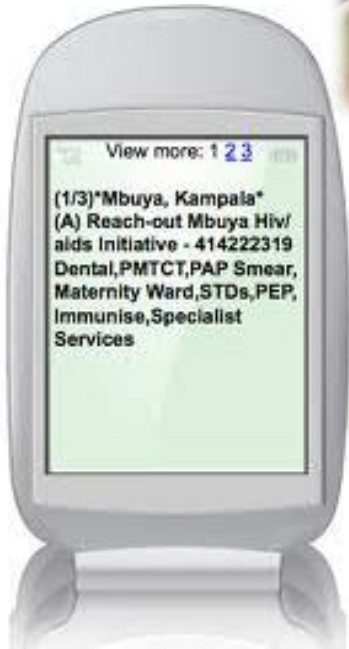 View more: 1 2 3
(1/3)*Mbuya, Kampala*
(A) Reach-out Mbuya Hiv/
aids Initiative - 414222319
Dental,PMTCT,PAP Smear,
Maternity Ward,STDs,PEP,
Immunise,Specialist
Services